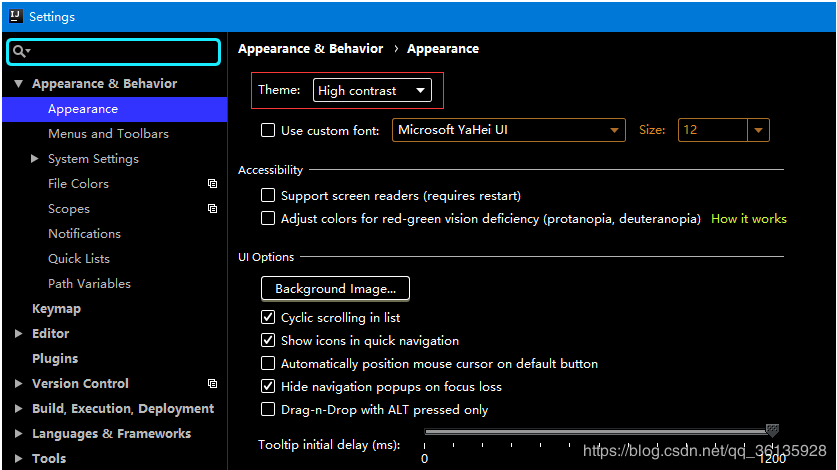 IJ Settings
Appearance & Behavior › Appearance
Appearance & Behavior
Appearance
Menus and Toolbars
System Settings
File Colors
Scopes
Notifications
Quick Lists
Path Variables
Keymap
Editor
Plugins
Version Control
Build, Execution, Deployment
Languages & Frameworks
Tools
Theme: High contrast
Use custom font: Microsoft YaHei UI Size: 12
Accessibility
Support screen readers (requires restart)
Adjust colors for red-green vision deficiency (protanopia, deuteranopia) How it works
UI Options
Background Image...
Cyclic scrolling in list
Show icons in quick navigation
Automatically position mouse cursor on default button
Hide navigation popups on focus loss
Drag-n-Drop with ALT pressed only
Tooltip initial delay (ms):
0 1200
https://blog.csdn.net/qq_36135928